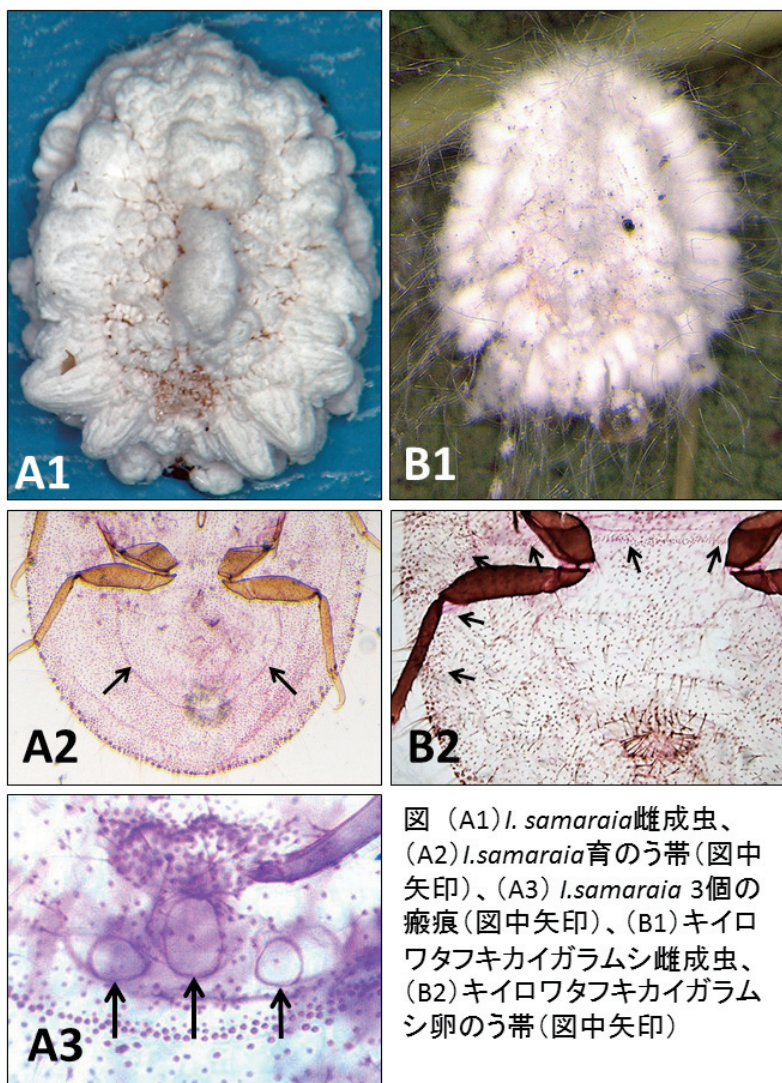 A1
B1
A2
B2
A3
図 (A1)I. samaraia雌成虫、
(A2)I.samaraia育のう帯(図中
矢印)、(A3) I.samaraia 3個の
瘢痕(図中矢印)、(B1)キイロ
ワタフキカイガラムシ雌成虫、
(B2)キイロワタフキカイガラム
シ卵のう帯(図中矢印)